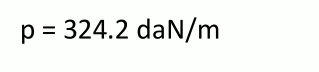 p = 324.2 daN/m